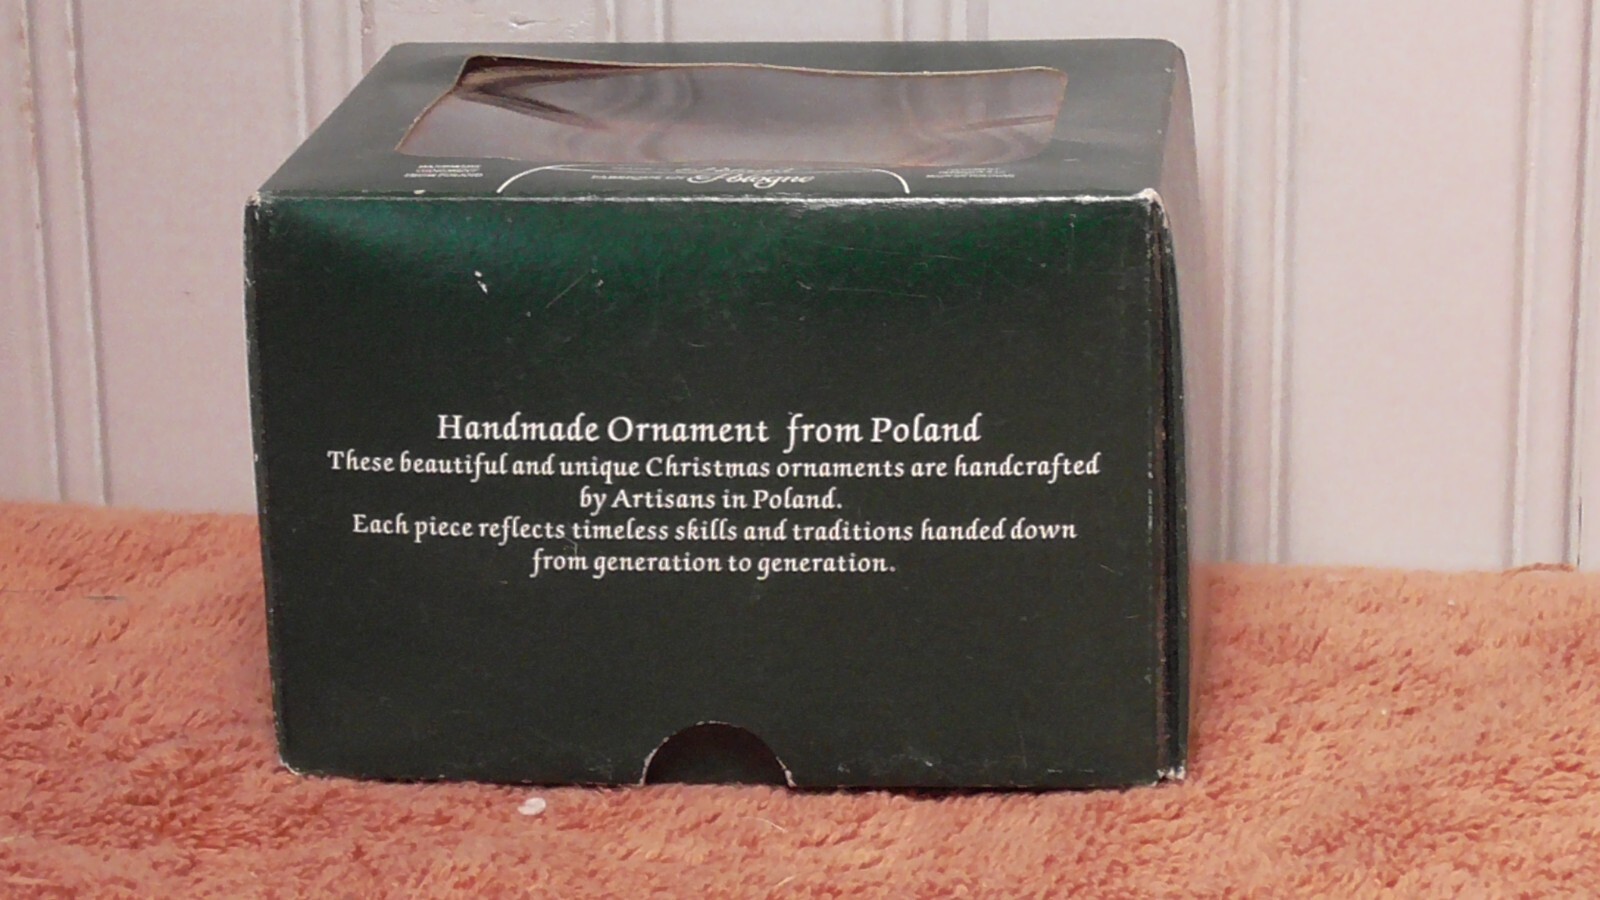 Pologne
Handmade Ornament from Poland
These beautiful and unique Christmas ornaments are handcrafted
by Artisans in Poland.
Each piece reflects timeless skills and traditions handed down
from generation to generation.